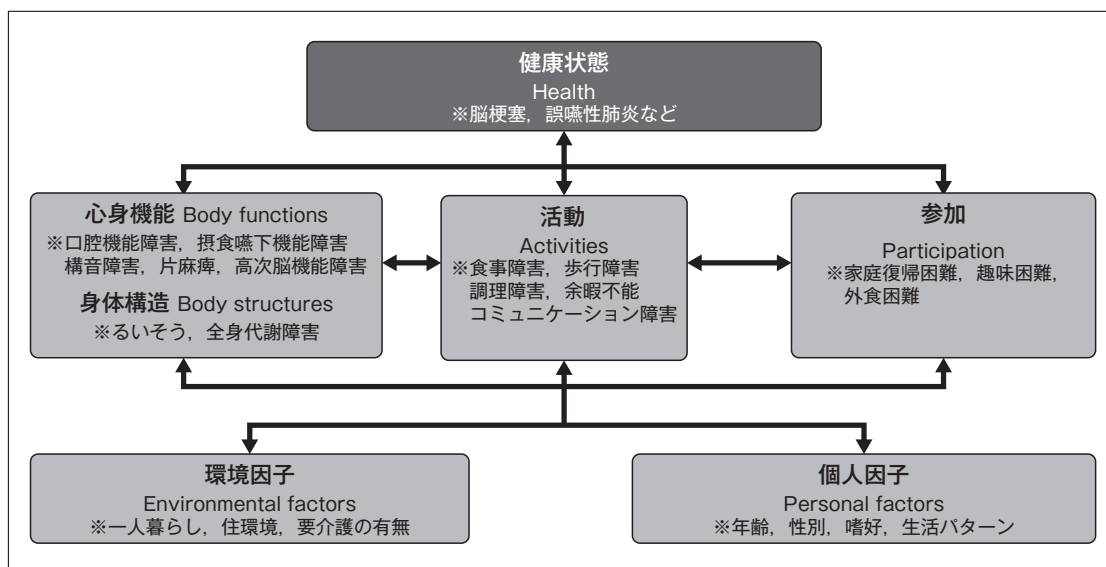 健康状態
Health
※脳梗塞,誤嚥性肺炎など
心身機能 Body functions
※口腔機能障害,摂食嚥下機能障害
構音障害,片麻痺,高次脳機能障害
身体構造 Body structures
※るいそう,全身代謝障害
活動
Activities
※食事障害,歩行障害
調理障害,余暇不能
コミュニケーション障害
参加
Participation
※家庭復帰困難,趣味困難,
外食困難
環境因子
Environmental factors
※一人暮らし,住環境,要介護の有無
個人因子
Personal factors
※年齢,性別,嗜好,生活パターン